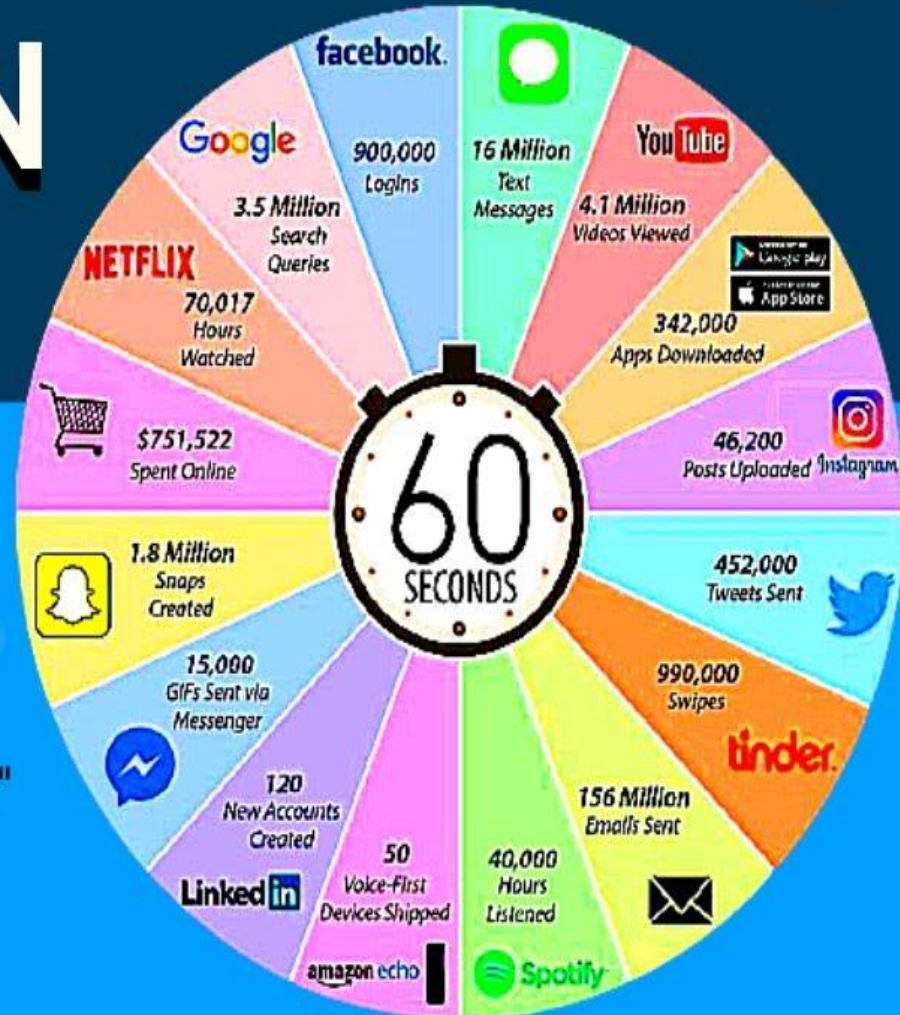 N
facebook.
900,000
Logins
16 Million
Text
Messages
YouTube
4.1 Million
Videos Viewed
Google play
App Store
342,000
Apps Downloaded
Instagram
46,200
Posts Uploaded
452,000
Tweets Sent
990,000
Swipes
tinder.
156 Million
Emails Sent
40,000
Hours
Listened
Spotify
50
Voice-First
Devices Shipped
amazon echo
120
New Accounts
Created
Linked in
15,000
GIFs Sent via
Messenger
1.8 Million
Snaps
Created
$751,522
Spent Online
NETFLIX
70,017
Hours
Watched
Google
3.5 Million
Search
Queries
60
SECONDS
"